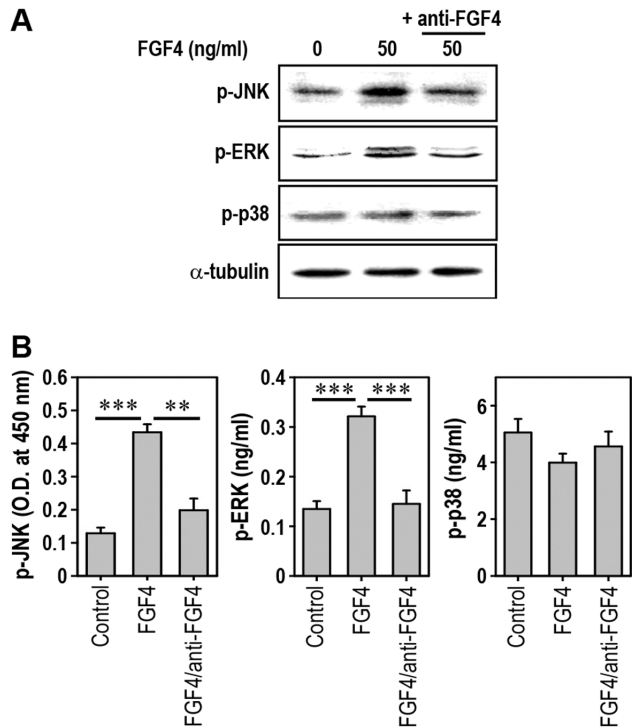 A
+ anti-FGF4
FGF4 (ng/ml) 0 50 50
p-JNK
p-ERK
p-p38
α-tubulin
B
p-JNK (O.D. at 450 nm)
0.6
0.5
0.4
0.3
0.2
0.1
0
*** **
Control
FGF4
FGF4/anti-FGF4
p-ERK (ng/ml)
0.4
0.3
0.2
0.1
0
*** ***
Control
FGF4
FGF4/anti-FGF4
p-p38 (ng/ml)
6
4
2
0
Control
FGF4
FGF4/anti-FGF4